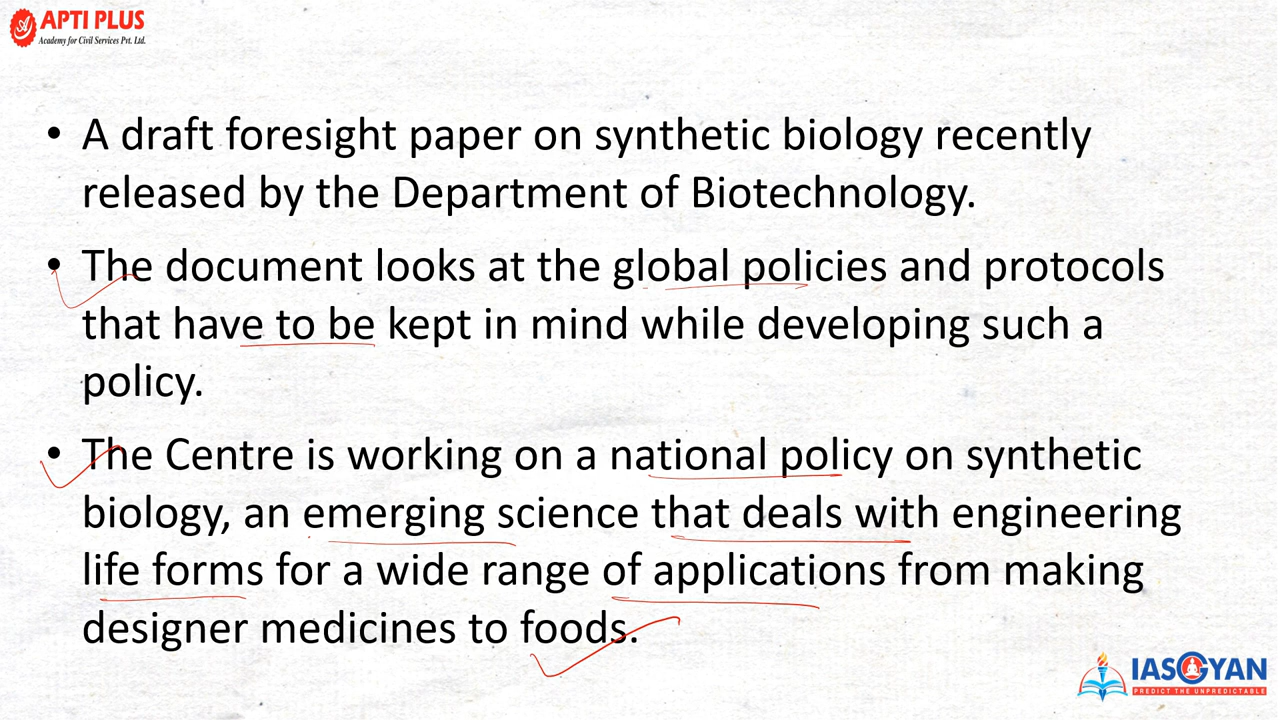 APTI PLUS
Academy for Civil Services Pvt. Ltd.
• A draft foresight paper on synthetic biology recently
released by the Department of Biotechnology.
• The document looks at the global policies and protocols
that have to be kept in mind while developing such a
policy.
• The Centre is working on a national policy on synthetic
biology, an emerging science that deals with engineering
life forms for a wide range of applications from making
designer medicines to foods.
IASGYAN
PREDICT THE UNPREDICTABLE